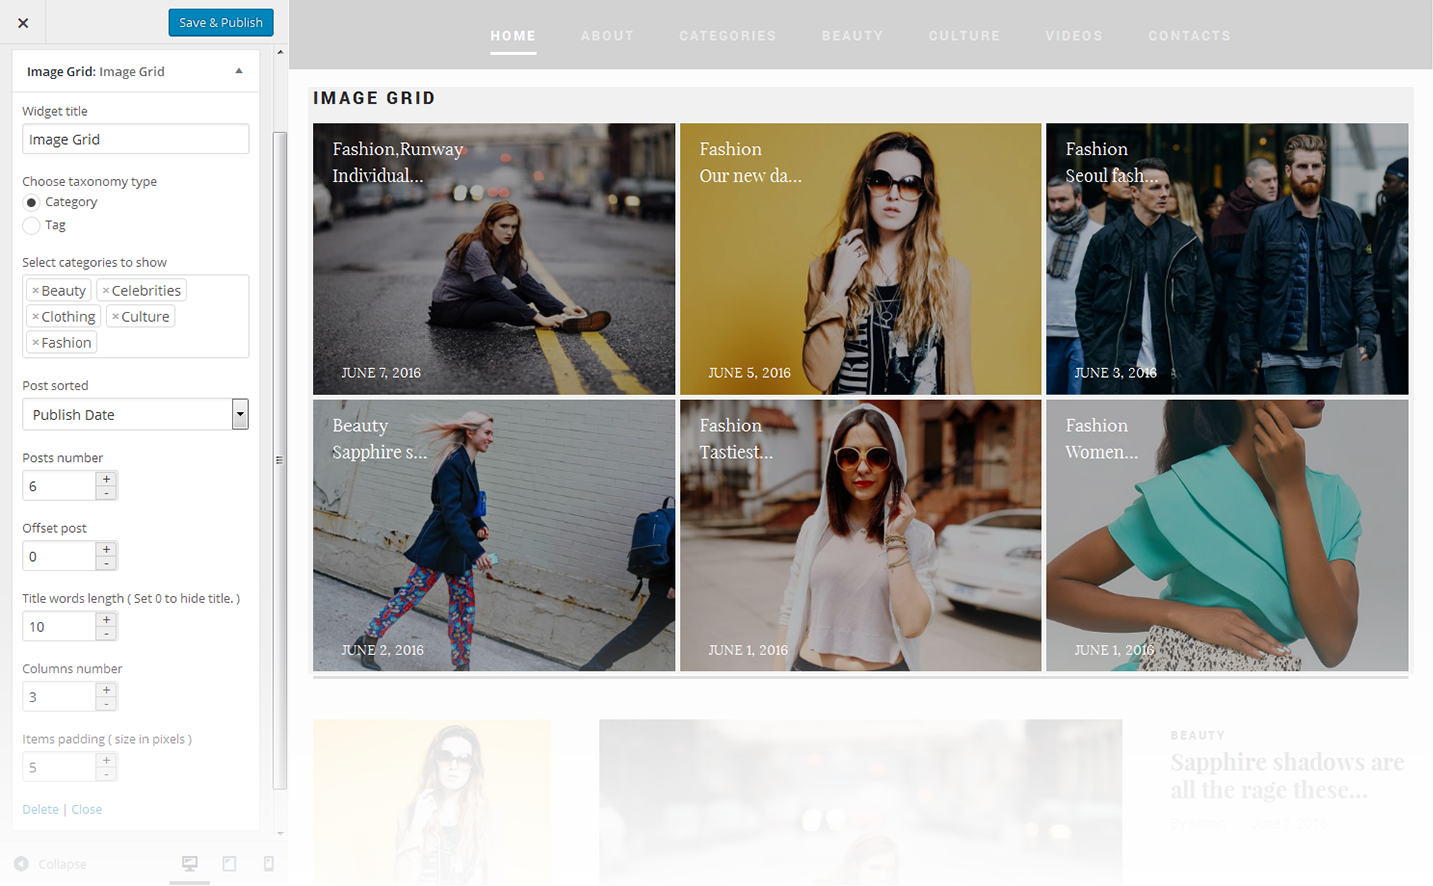 Save & Publish
Image Grid: Image Grid
Widget title
Image Grid
Choose taxonomy type
Category
Tag
Select categories to show
×Beauty ×Celebrities
×Clothing ×Culture
×Fashion
Post sorted
Publish Date
Posts number
6
Offset post
0
Title words length ( Set 0 to hide title. )
10
Columns number
3
Items padding ( size in pixels )
5
Delete | Close
Collapse
HOME ABOUT CATEGORIES BEAUTY CULTURE VIDEOS CONTACTS
IMAGE GRID
Fashion,Runway
Individual...
JUNE 7, 2016
Fashion
Our new da...
JUNE 5, 2016
Fashion
Seoul fash...
JUNE 3, 2016
Beauty
Sapphire s...
JUNE 2, 2016
Fashion
Tastiest...
JUNE 1, 2016
Fashion
Women...
JUNE 1, 2016
BEAUTY
Sapphire shadows are
all the rage these...